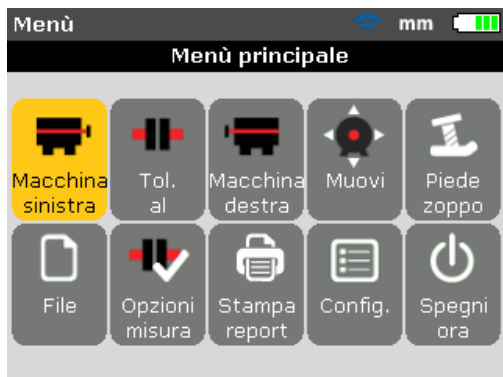 Menù mm
Menù principale
Macchina sinistra
Tol. al
Macchina destra
Muovi
Piede zoppo
File
Opzioni misura
Stampa report
Config.
Spegni ora